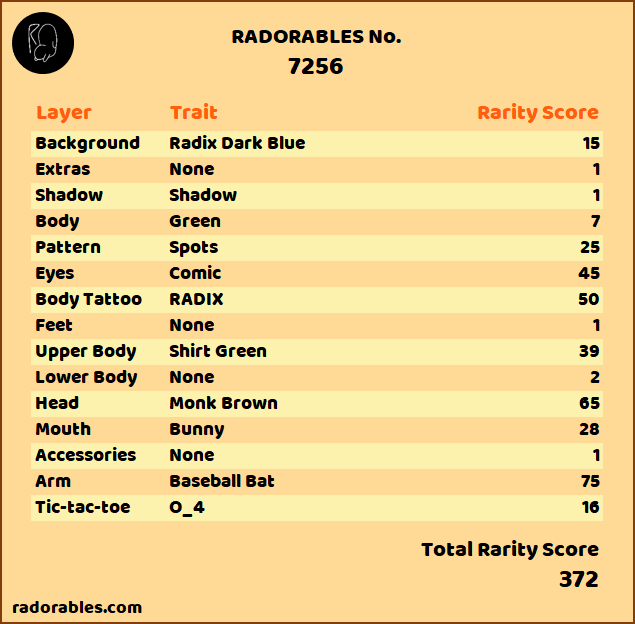 RADORABLES No.
7256
Layer Trait Rarity Score
Background Radix Dark Blue 15
Extras None 1
Shadow Shadow 1
Body Green 7
Pattern Spots 25
Eyes Comic 45
Body Tattoo RADIX 50
Feet None 1
Upper Body Shirt Green 39
Lower Body None 2
Head Monk Brown 65
Mouth Bunny 28
Accessories None 1
Arm Baseball Bat 75
Tic-tac-toe O_4 16
Total Rarity Score
372
radorables.com